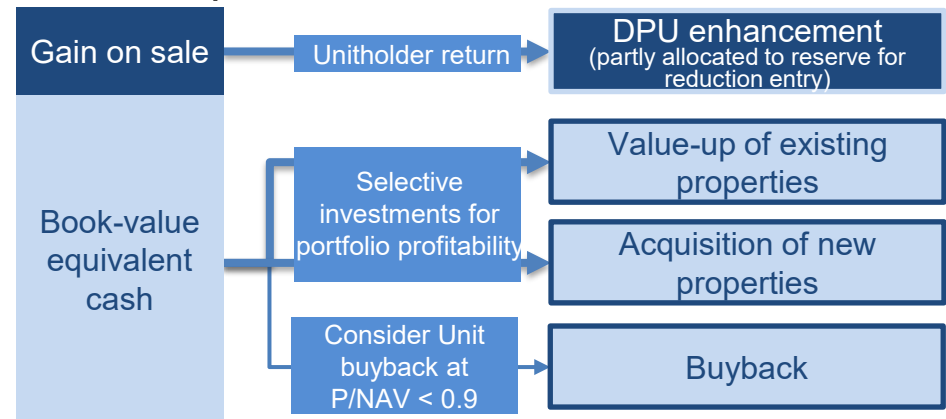 Gain on sale
Unitholder return
DPU enhancement
(partly allocated to reserve for
reduction entry)
Book-value
equivalent
cash
Selective
investments for
portfolio profitability
Value-up of existing
properties
Acquisition of new
properties
Consider Unit
buyback at
P/NAV < 0.9
Buyback